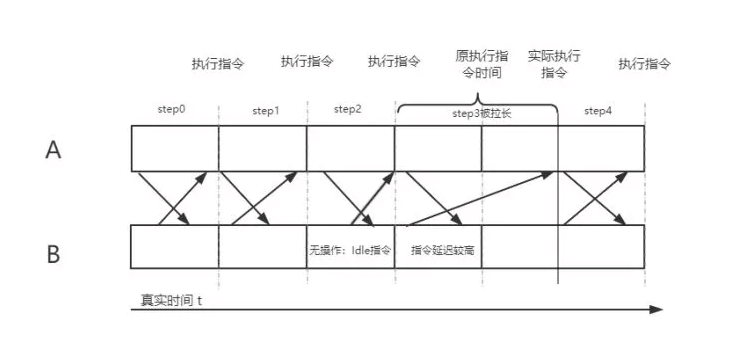 执行指令
执行指令
执行指令
原执行指
令时间
实际执行
指令
执行指令
step0
step1
step2
step3被拉长
step4
A
B
无操作：Idle指令
指令延迟较高
真实时间 t